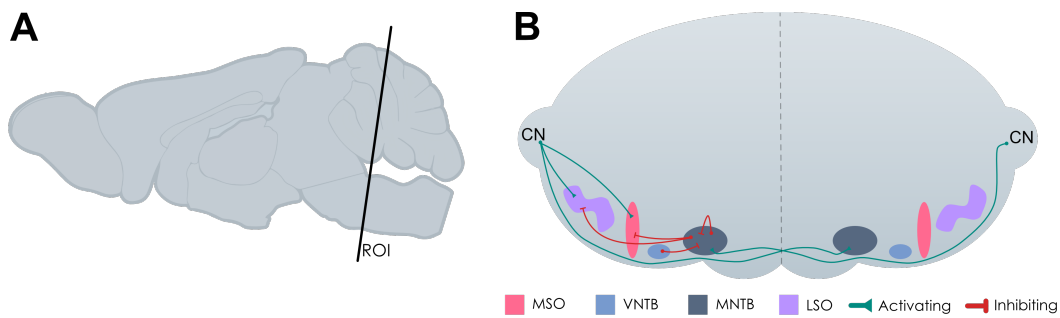 A
B
CN
CN
ROI
MSO
VNTB
MNTB
LSO
Activating
Inhibiting